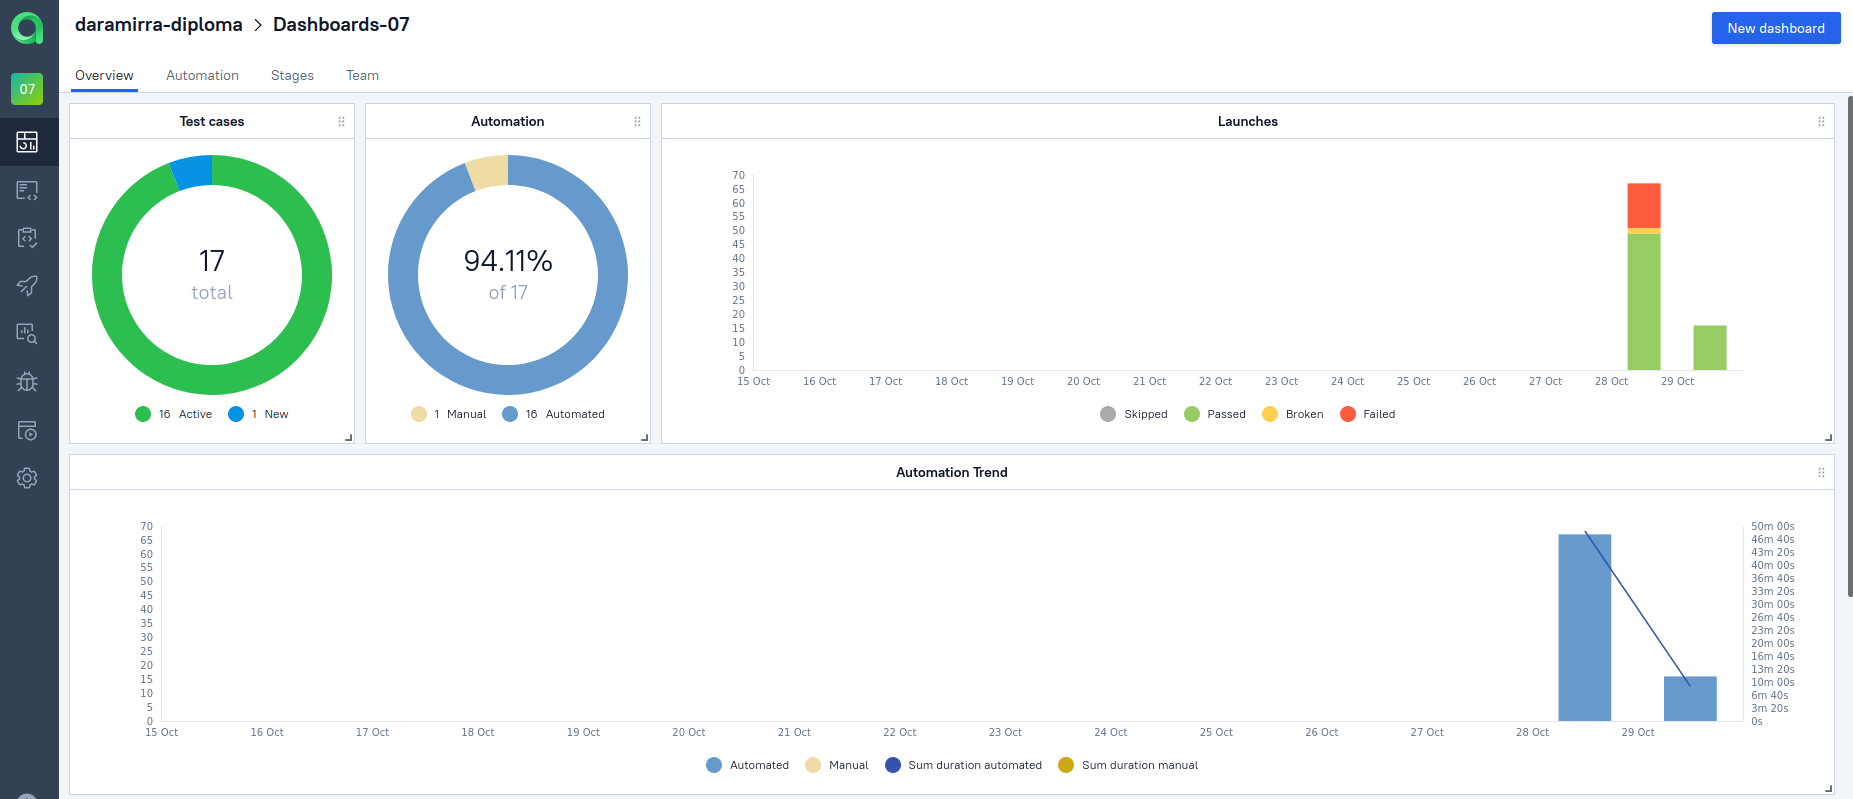 daramirra-diploma > Dashboards-07
New dashboard
07
Overview Automation Stages Team
Test cases
17
total
16 Active 1 New
Automation
94.11%
of 17
1 Manual 16 Automated
Launches
70
65
60
55
50
45
40
35
30
25
20
15
10
5
0
15 Oct 16 Oct 17 Oct 18 Oct 19 Oct 20 Oct 21 Oct 22 Oct 23 Oct 24 Oct 25 Oct 26 Oct 27 Oct 28 Oct 29 Oct
Skipped Passed Broken Failed
Automation Trend
70
65
60
55
50
45
40
35
30
25
20
15
10
5
0
50m 00s
46m 40s
43m 20s
40m 00s
36m 40s
33m 20s
30m 00s
26m 40s
23m 20s
20m 00s
16m 40s
13m 20s
10m 00s
6m 40s
3m 20s
0s
15 Oct 16 Oct 17 Oct 18 Oct 19 Oct 20 Oct 21 Oct 22 Oct 23 Oct 24 Oct 25 Oct 26 Oct 27 Oct 28 Oct 29 Oct
Automated Manual Sum duration automated Sum duration manual